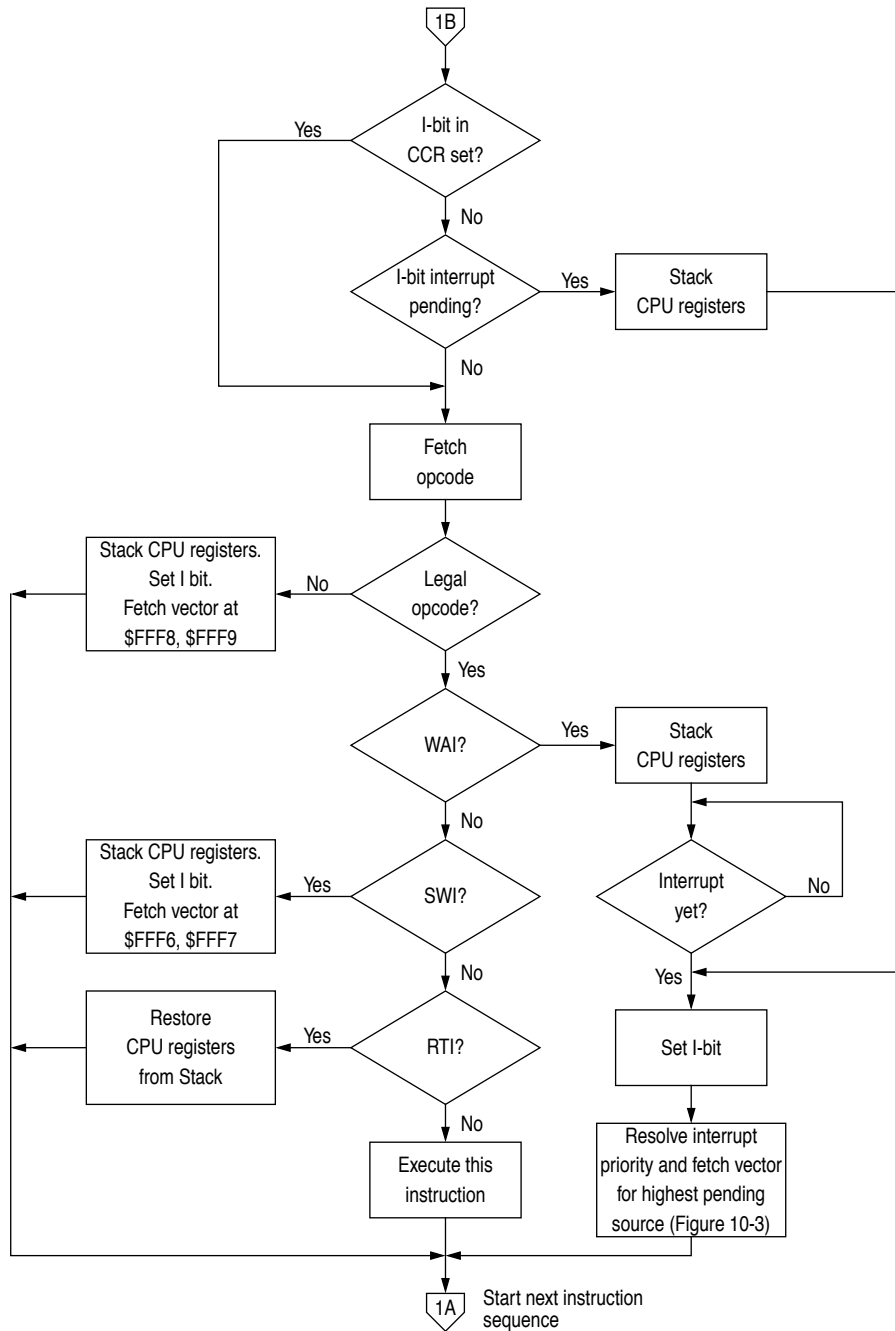 1B
I-bit in
CCR set?
Yes
No
I-bit interrupt
pending?
Yes
Stack
CPU registers
No
Fetch
opcode
Legal
opcode?
No
Stack CPU registers.
Set I bit.
Fetch vector at
$FFF8, $FFF9
Yes
WAI?
Yes
Stack
CPU registers
No
Interrupt
yet?
No
Yes
SWI?
Yes
Stack CPU registers.
Set I bit.
Fetch vector at
$FFF6, $FFF7
No
RTI?
Yes
Restore
CPU registers
from Stack
Set I-bit
No
Execute this
instruction
Resolve interrupt
priority and fetch vector
for highest pending
source (Figure 10-3)
1A
Start next instruction
sequence